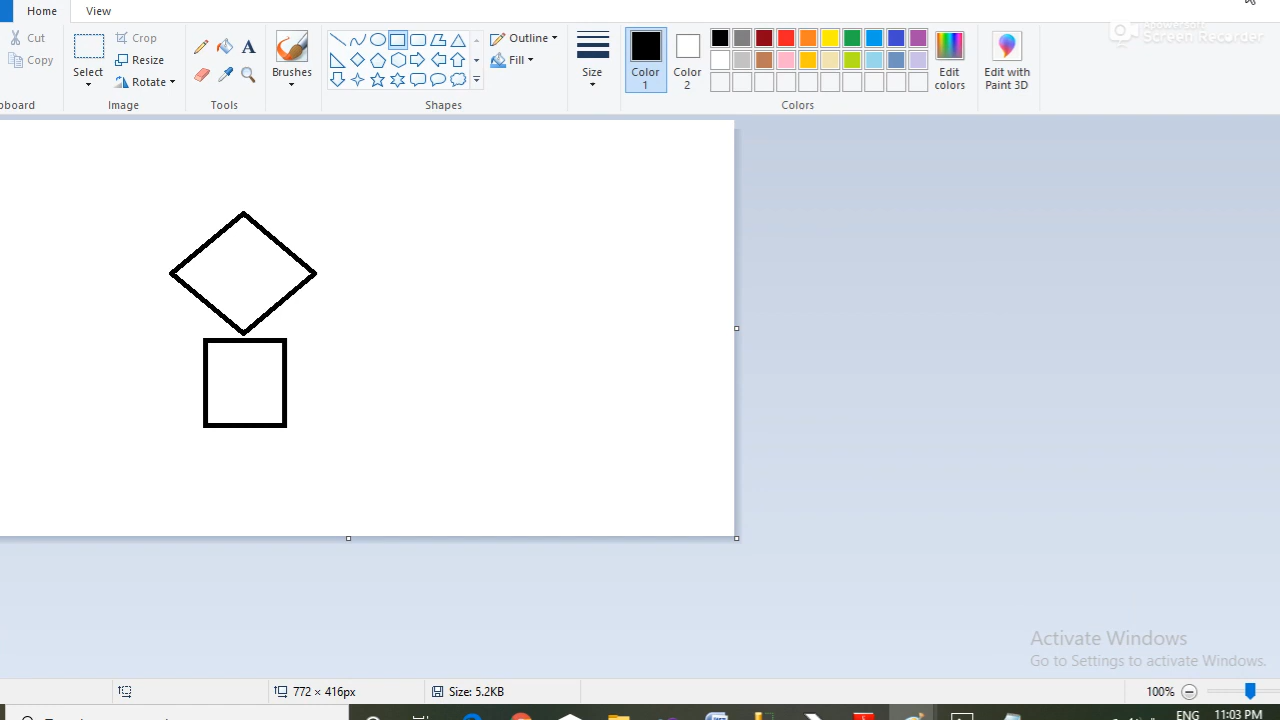 Home View
Cut
Copy
Select
Crop
Resize
Rotate
A
Brushes
Outline
Fill
Size
Color
1
Color
2
Edit
colors
Edit with
Paint 3D
Image Tools Shapes Colors
Apowersoft
Screen Recorder
Activate Windows
Go to Settings to activate Windows.
772 × 416px
Size: 5.2KB
100%
ENG 11:03 PM